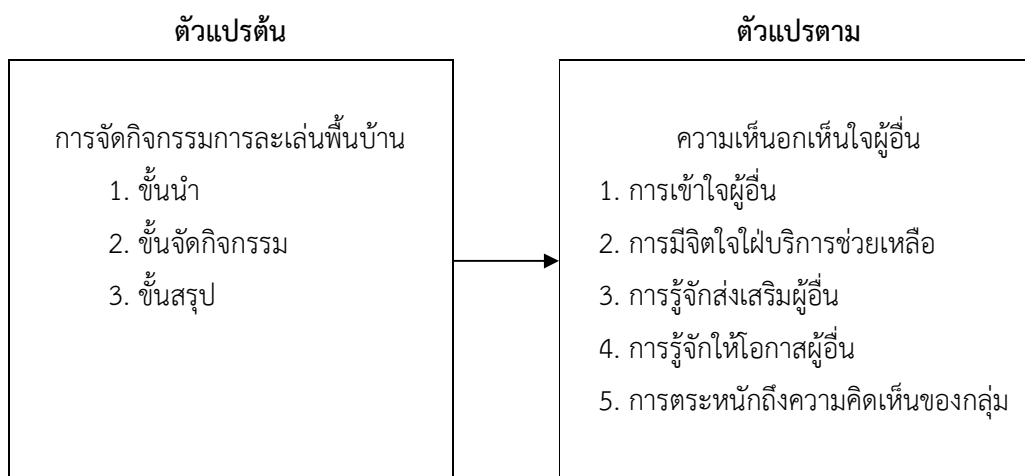 ตัวแปรต้น
การจัดกิจกรรมการละเล่นพื้นบ้าน
1. ขั้นนำ
2. ขั้นจัดกิจกรรม
3. ขั้นสรุป
ตัวแปรตาม
ความเห็นอกเห็นใจผู้อื่น
1. การเข้าใจผู้อื่น
2. การมีจิตใจใฝ่บริการช่วยเหลือ
3. การรู้จักส่งเสริมผู้อื่น
4. การรู้จักให้โอกาสผู้อื่น
5. การตระหนักถึงความคิดเห็นของกลุ่ม